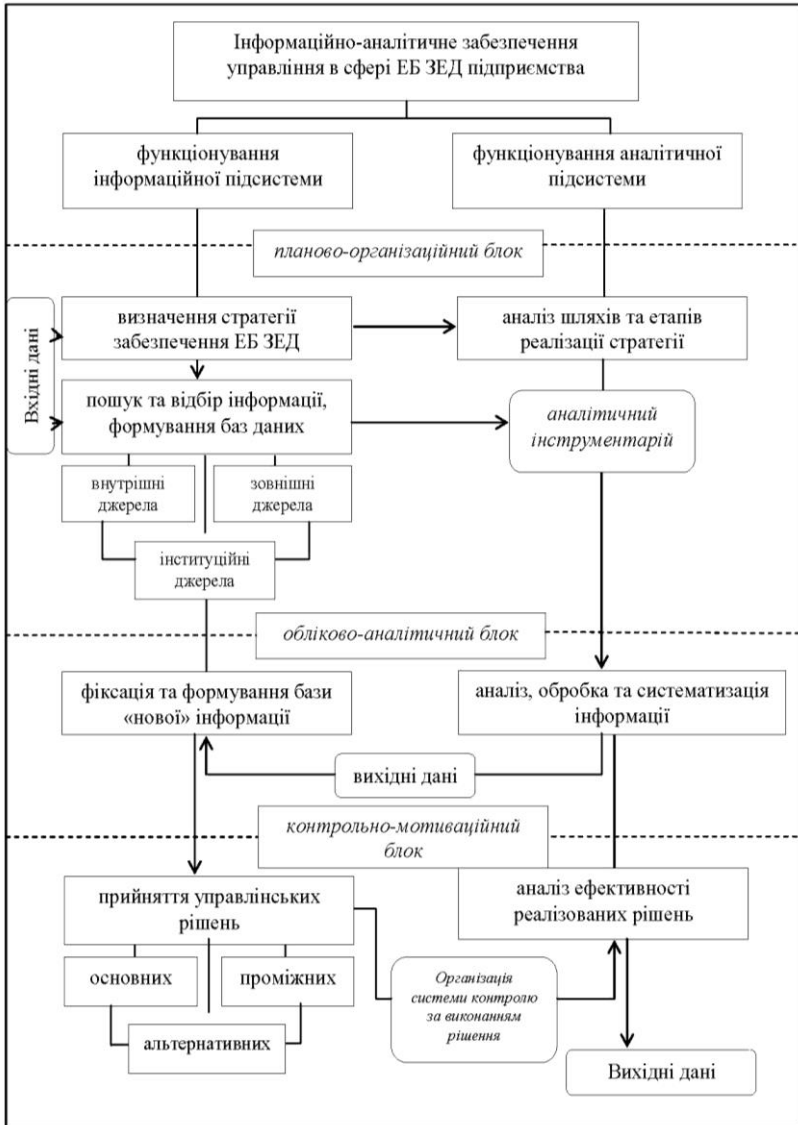 Інформаційно-аналітичне забезпечення
управління в сфері ЕБ ЗЕД підприємства
функціонування
інформаційної підсистеми
функціонування аналітичної
підсистеми
планово-організаційний блок
Вхідні дані
визначення стратегії
забезпечення ЕБ ЗЕД
аналіз шляхів та етапів
реалізації стратегії
пошук та відбір інформації,
формування баз даних
аналітичний
інструментарій
внутрішні
джерела
зовнішні
джерела
інституційні
джерела
обліково-аналітичний блок
фіксація та формування бази
«нової» інформації
аналіз, обробка та систематизація
інформації
вихідні дані
контрольно-мотиваційний
блок
прийняття управлінських
рішень
аналіз ефективності
реалізованих рішень
основних
проміжних
альтернативних
Організація
системи контролю
за виконанням
рішення
Вихідні дані